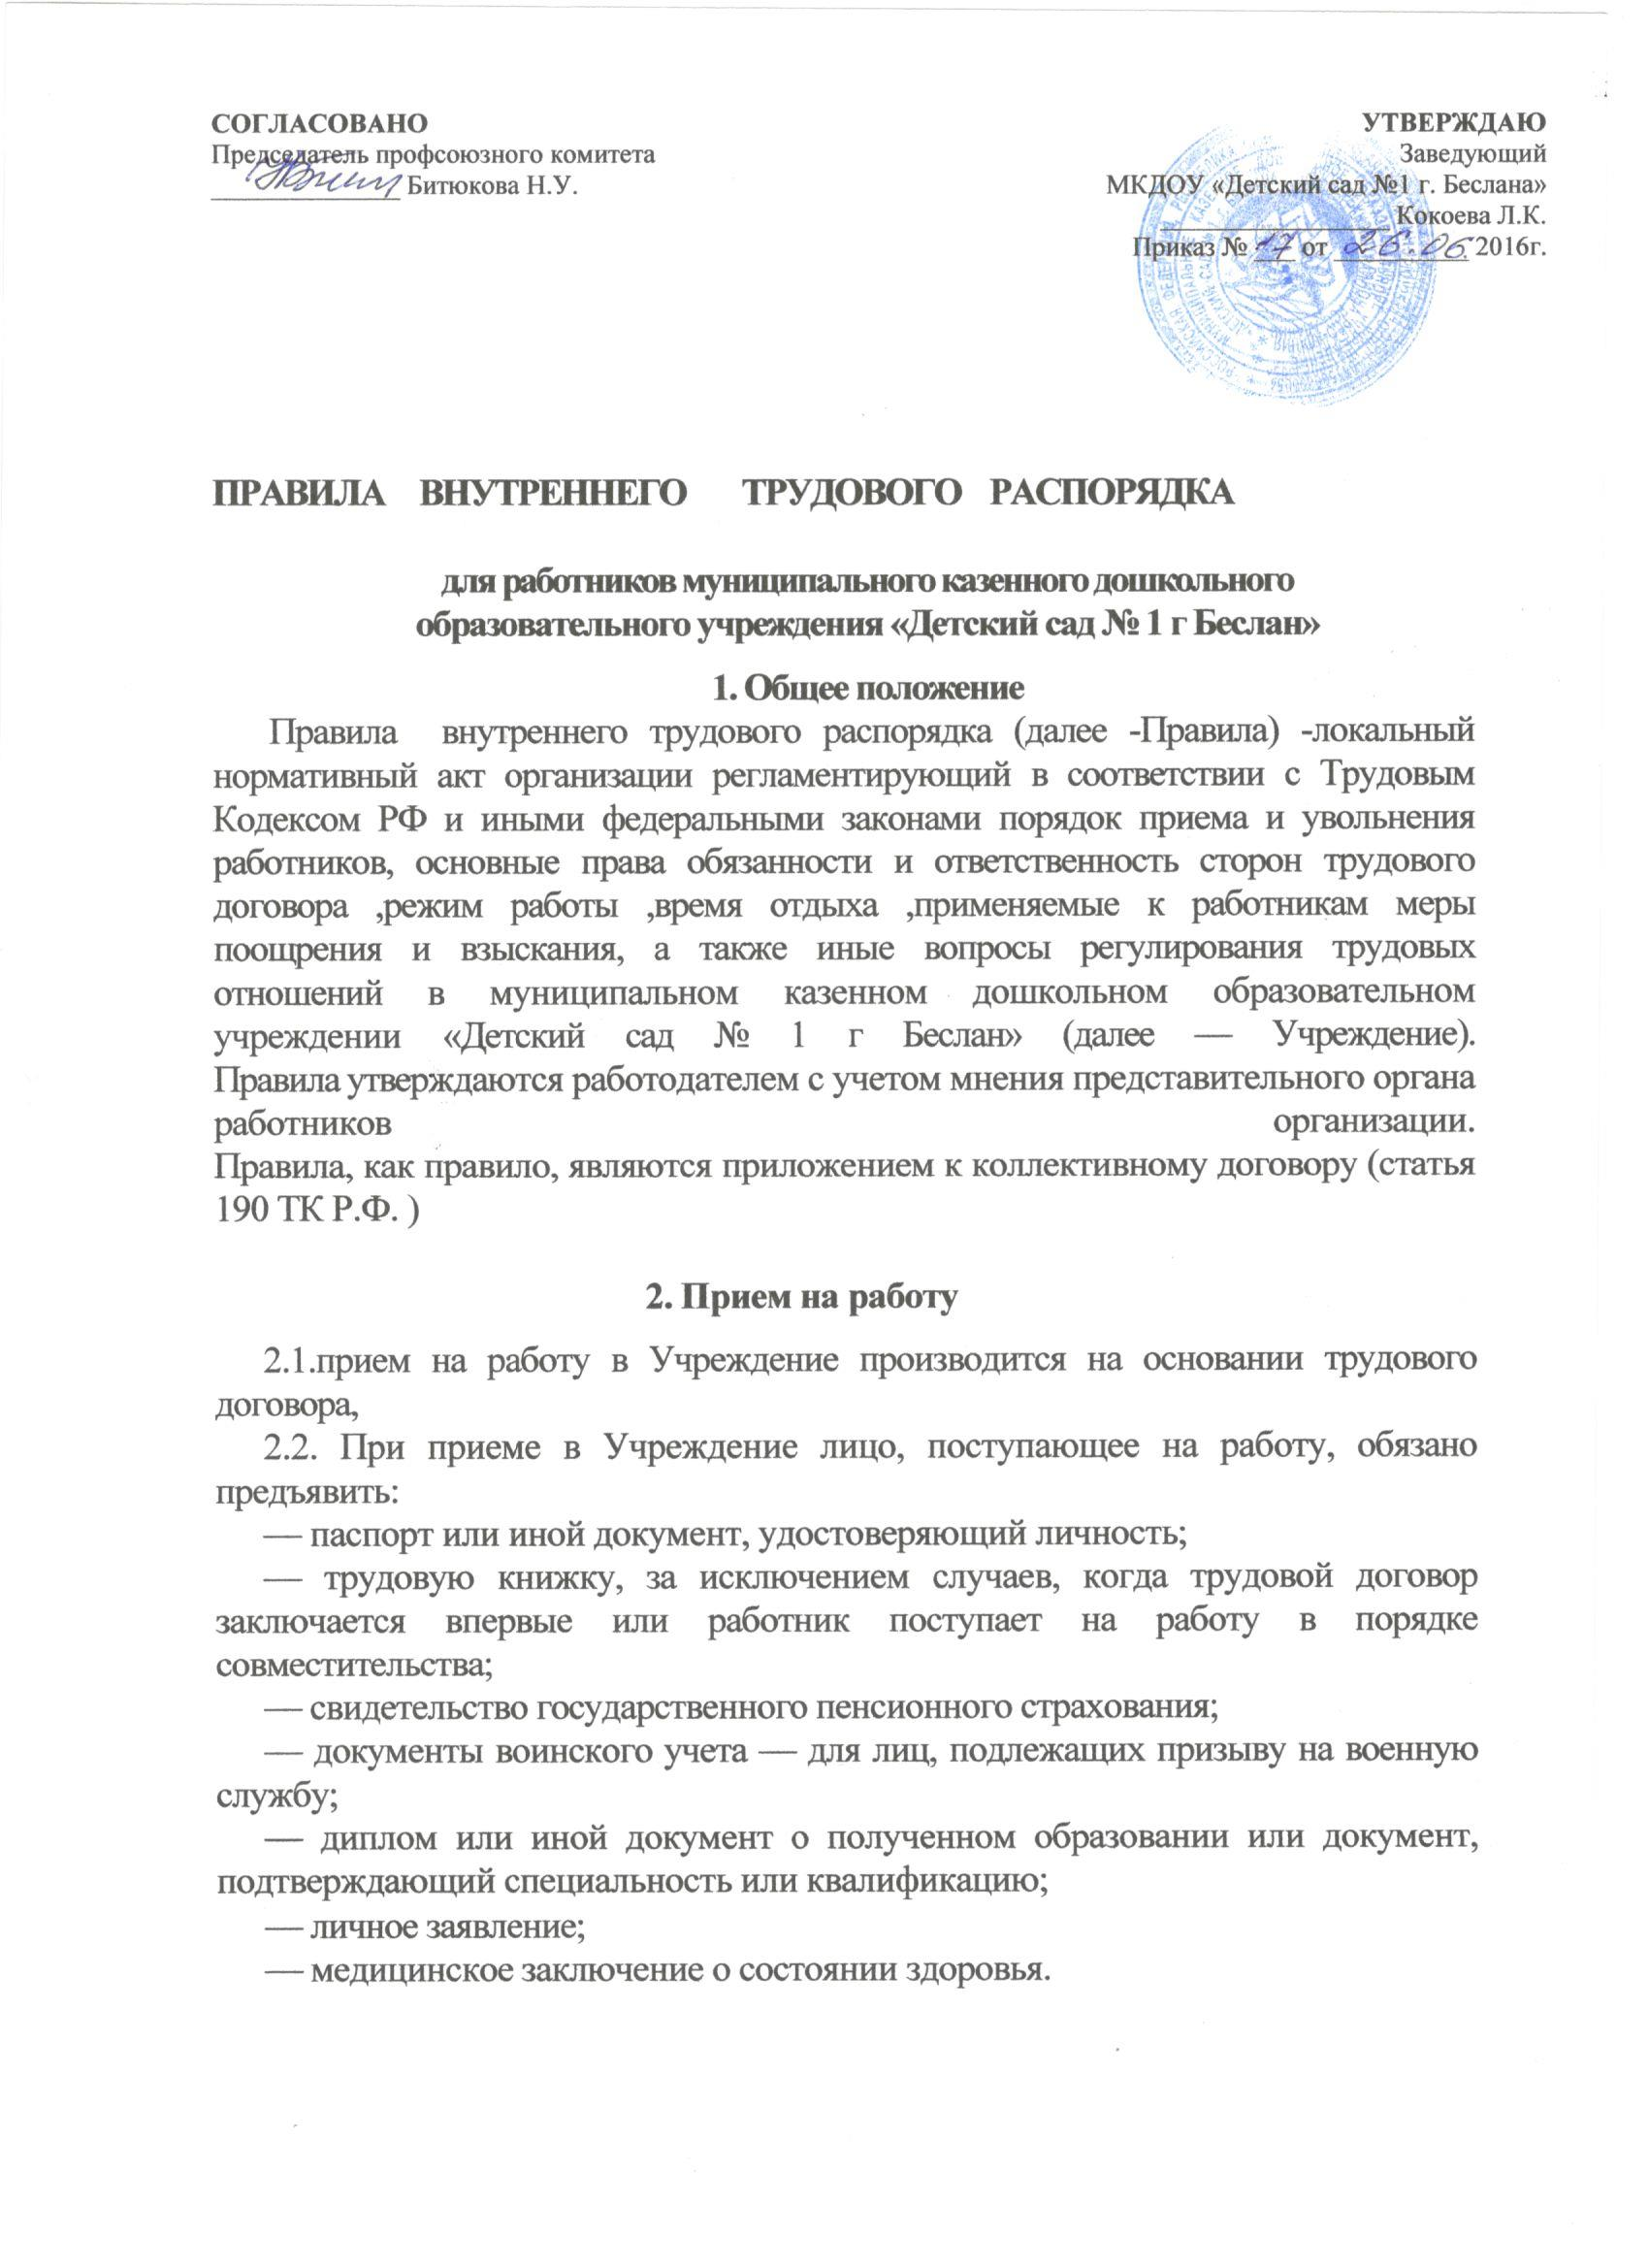 СОГЛАСОВАНО
Председатель профсоюзного комитета
Битюкова Н.У.
УТВЕРЖДАЮ
Заведующий
МКДОУ «Детский сад №1 г. Беслана»
Кокоева Л.К.
Приказ № 17 от 26.06.2016г.
ПРАВИЛА ВНУТРЕННЕГО ТРУДОВОГО РАСПОРЯДКА
для работников муниципального казенного дошкольного
образовательного учреждения «Детский сад № 1 г Беслан»
1. Общее положение
Правила внутреннего трудового распорядка (далее -Правила) -локальный
нормативный акт организации регламентирующий в соответствии с Трудовым
Кодексом РФ и иными федеральными законами порядок приема и увольнения
работников, основные права обязанности и ответственность сторон трудового
договора ,режим работы ,время отдыха ,применяемые к работникам меры
поощрения и взыскания, а также иные вопросы регулирования трудовых
отношений в муниципальном казенном дошкольном образовательном
учреждении «Детский сад № 1 г Беслан» (далее — Учреждение).
Правила утверждаются работодателем с учетом мнения представительного органа
работников организации.
Правила, как правило, являются приложением к коллективному договору (статья
190 ТК Р.Ф. )
2. Прием на работу
2.1.прием на работу в Учреждение производится на основании трудового
договора,
2.2. При приеме в Учреждение лицо, поступающее на работу, обязано
предъявить:
— паспорт или иной документ, удостоверяющий личность;
— трудовую книжку, за исключением случаев, когда трудовой договор
заключается впервые или работник поступает на работу в порядке
совместительства;
— свидетельство государственного пенсионного страхования;
— документы воинского учета — для лиц, подлежащих призыву на военную
службу;
— диплом или иной документ о полученном образовании или документ,
подтверждающий специальность или квалификацию;
— личное заявление;
— медицинское заключение о состоянии здоровья.